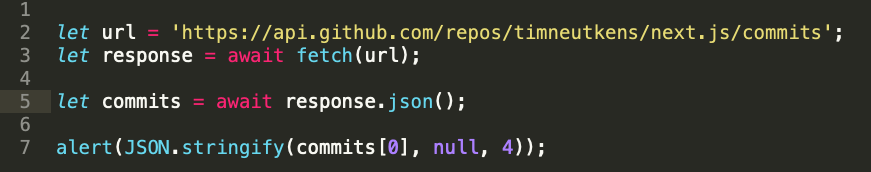 1
2 let url = 'https://api.github.com/repos/timneutkens/next.js/commits';
3 let response = await fetch(url);
4
5 let commits = await response.json();
6
7 alert(JSON.stringify(commits[0], null, 4));